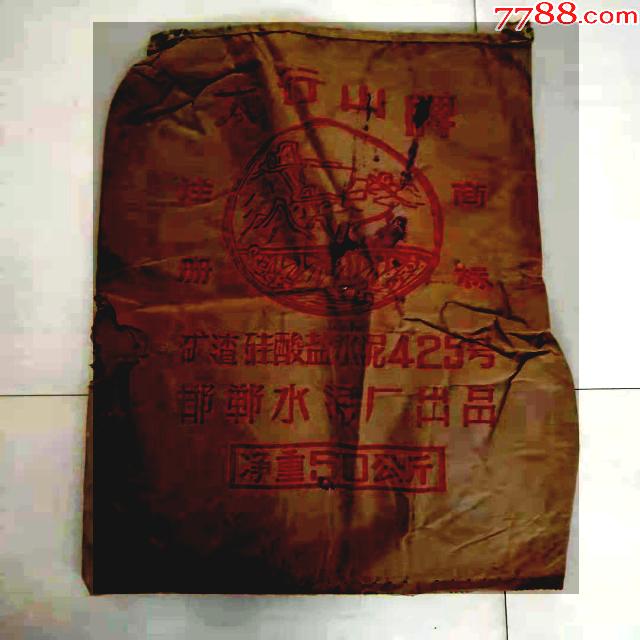 7788.com
太行山牌
注 商
册 标
矿渣硅酸盐水泥425号
邯郸水泥厂出品
净重50公斤